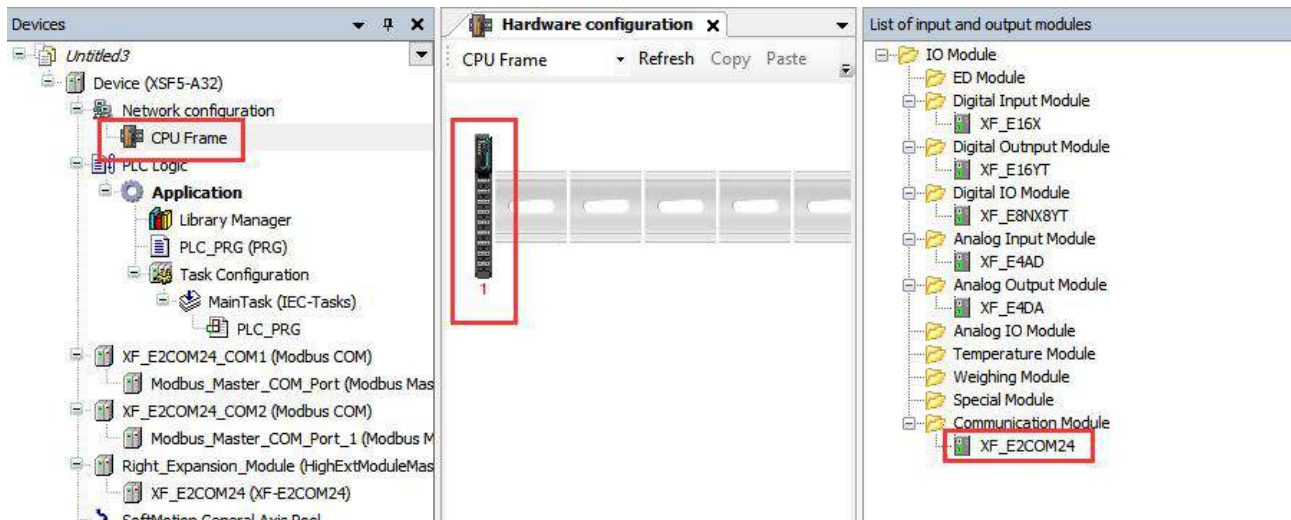 Devices
Untitled3
Device (XSF5-A32)
Network configuration
CPU Frame
PLC Logic
Application
Library Manager
PLC_PRG (PRG)
Task Configuration
MainTask (IEC-Tasks)
PLC_PRG
XF_E2COM24_COM1 (Modbus COM)
Modbus_Master_COM_Port (Modbus Mas
XF_E2COM24_COM2 (Modbus COM)
Modbus_Master_COM_Port_1 (Modbus M
Right_Expansion_Module (HighExtModuleMas
XF_E2COM24 (XF-E2COM24)
SoftMotion General Axis Pool
Hardware configuration
CPU Frame Refresh Copy Paste
1
List of input and output modules
IO Module
ED Module
Digital Input Module
XF_E16X
Digital Outnput Module
XF_E16YT
Digital IO Module
XF_E8NX8YT
Analog Input Module
XF_E4AD
Analog Output Module
XF_E4DA
Analog IO Module
Temperature Module
Weighing Module
Special Module
Communication Module
XF_E2COM24